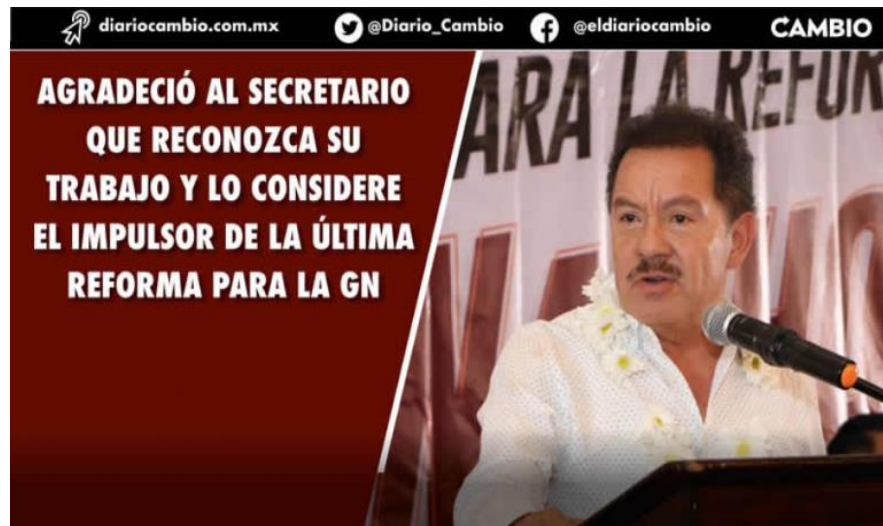 diariocambio.com.mx @Diario_Cambio @eldiariocambio CAMBIO
AGRADECIÓ AL SECRETARIO
QUE RECONOZCA SU
TRABAJO Y LO CONSIDERE
EL IMPULSOR DE LA ÚLTIMA
REFORMA PARA LA GN
ARA LA REFOR